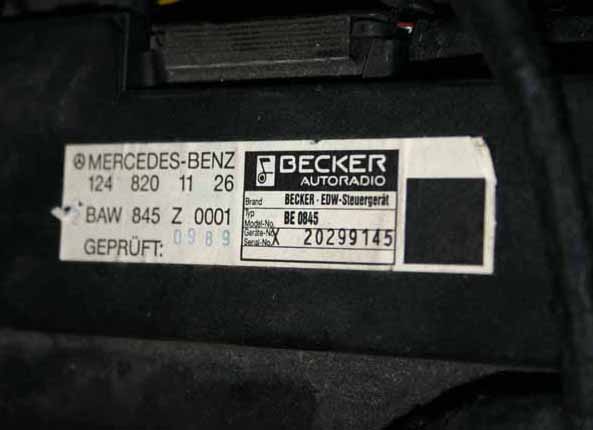 MERCEDES-BENZ
124 820 11 26
BAW 845 Z 0001
GEPRÜFT: 0989
BECKER
AUTORADIO
Brand BECKER - EDW-Steuergerät
Typ
Model-No. BE 0845
Geräte-No.
Serial-No. X 20299145